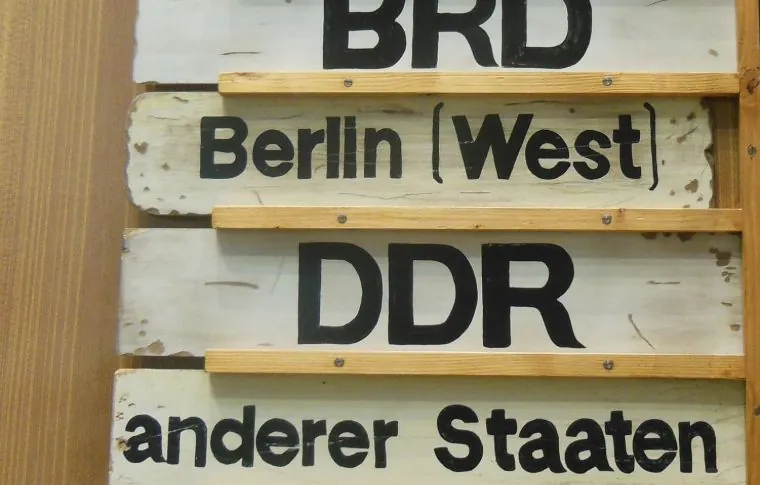 BRD
Berlin (West)
DDR
anderer Staaten